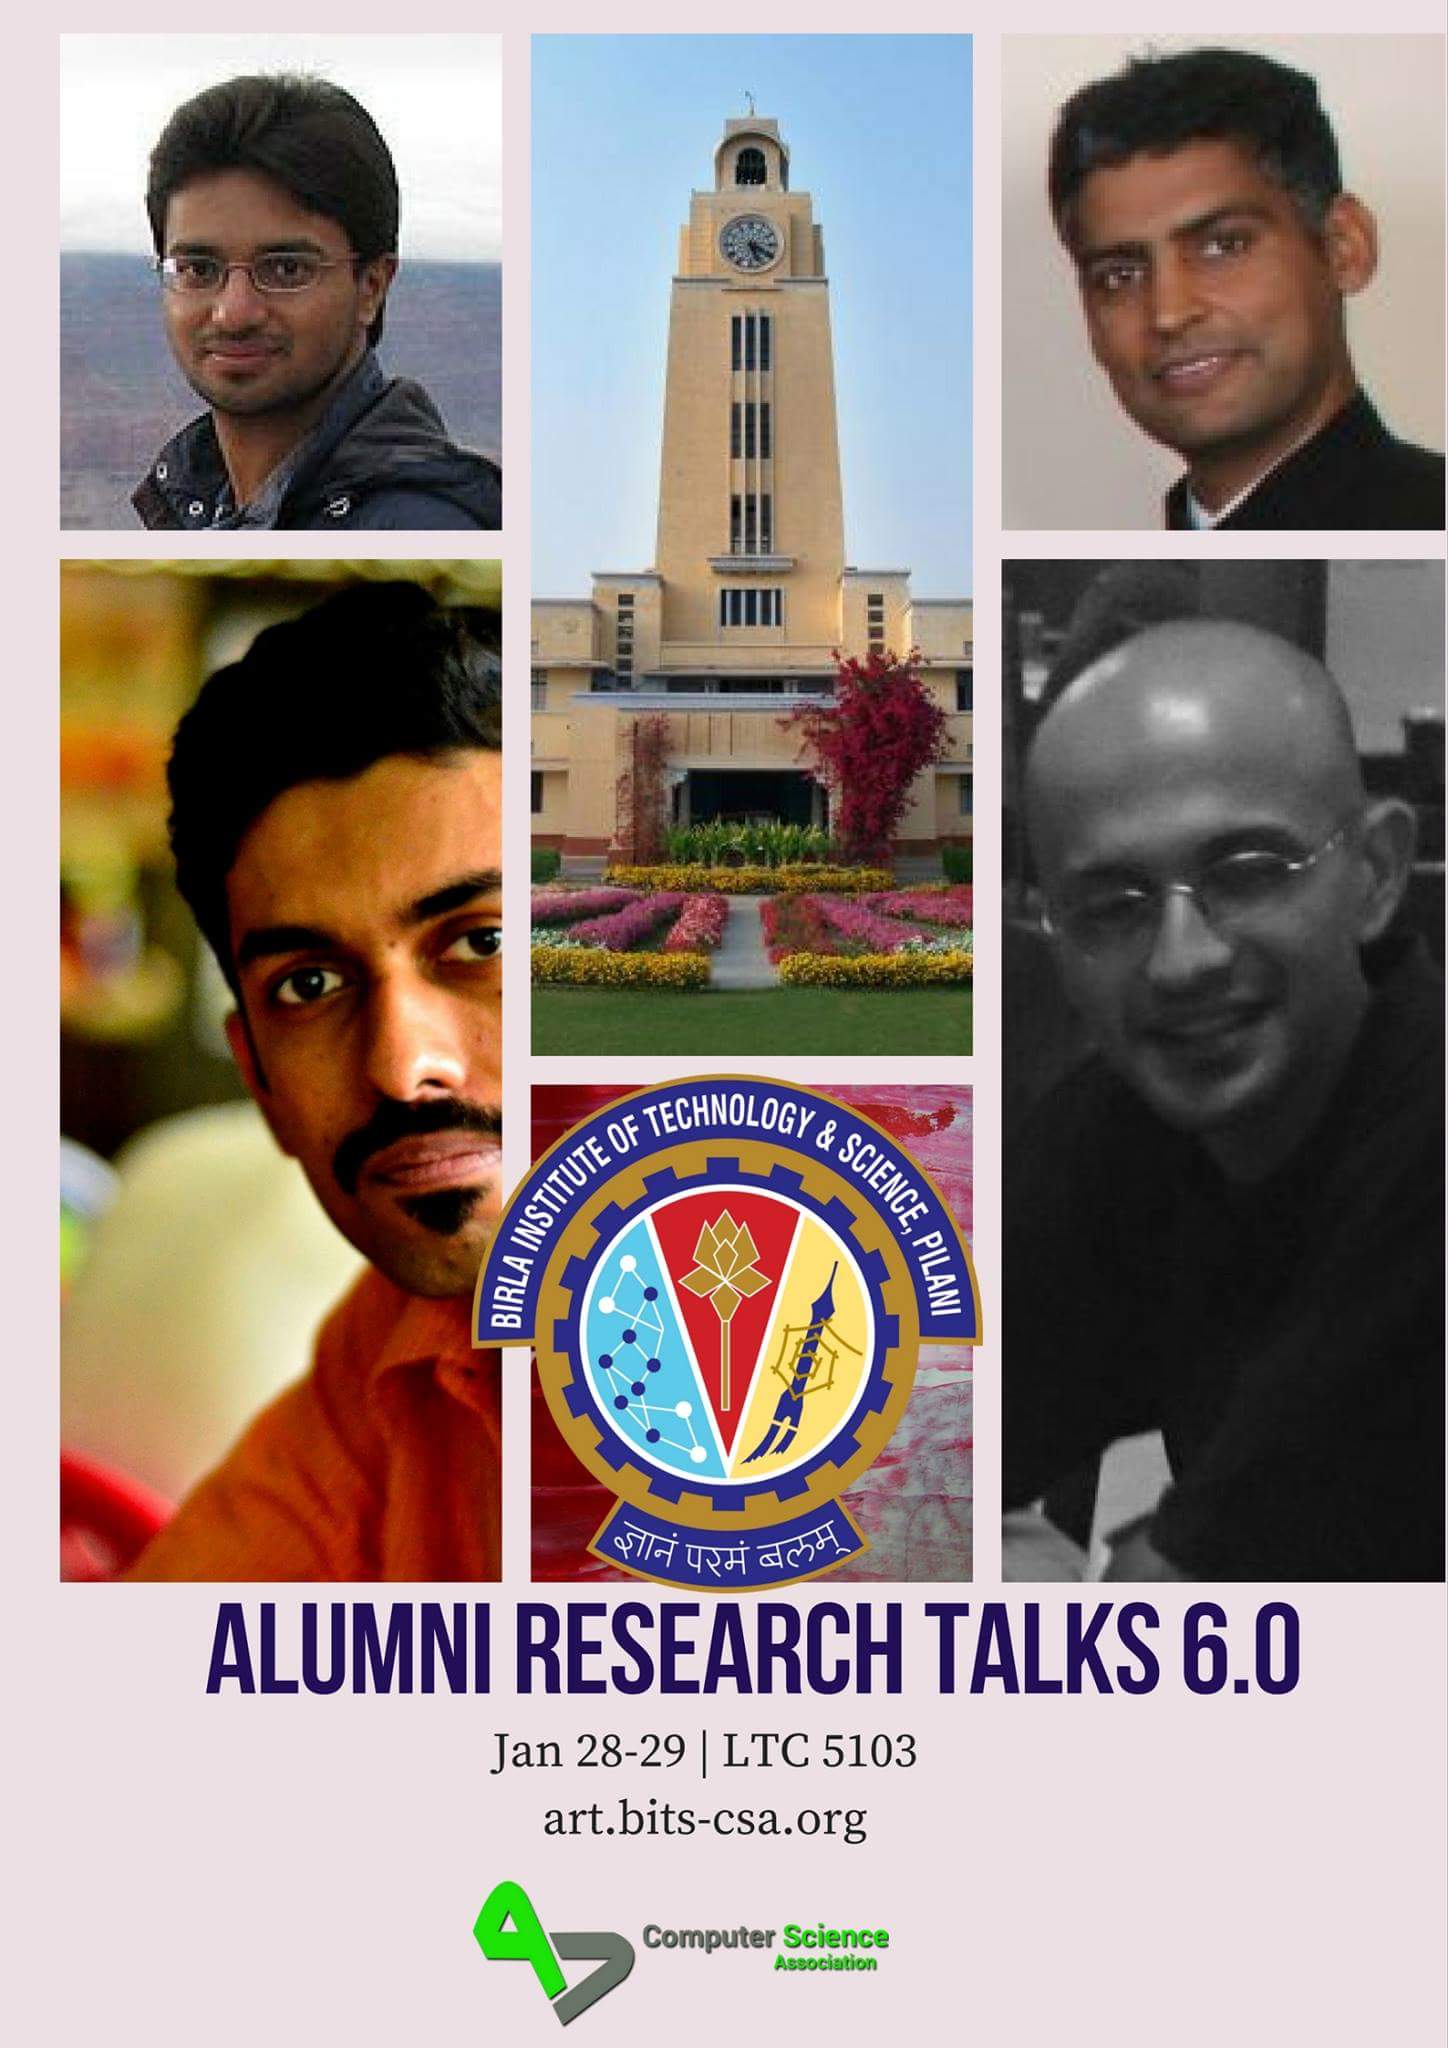 BIRLA INSTITUTE OF TECHNOLOGY & SCIENCE, PILANI
ज्ञानं परमं बलम्
ALUMNI RESEARCH TALKS 6.0
Jan 28-29 | LTC 5103
art.bits-csa.org
Computer Science
Association